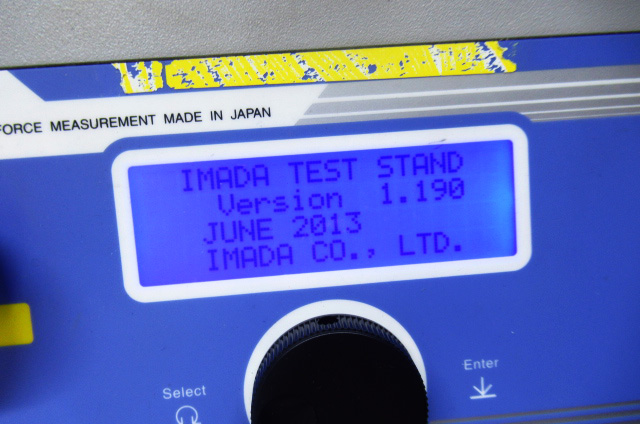 FORCE MEASUREMENT MADE IN JAPAN
IMADA TEST STAND
Version 1.190
JUNE 2013
IMADA CO., LTD.
Select
Enter